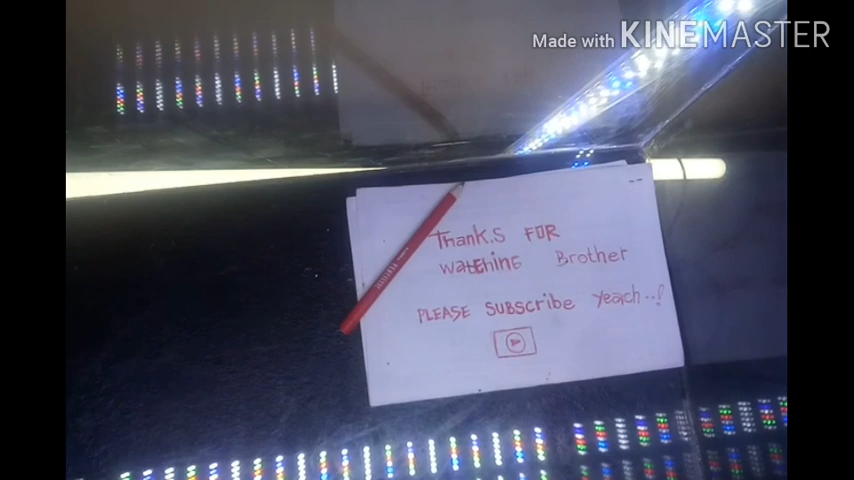 Made with KINEMASTER
Thank.S FOR
watching Brother
PLEASE SUBSCRIBE yeach..!